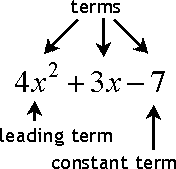 terms
4x² + 3x − 7
leading term
constant term